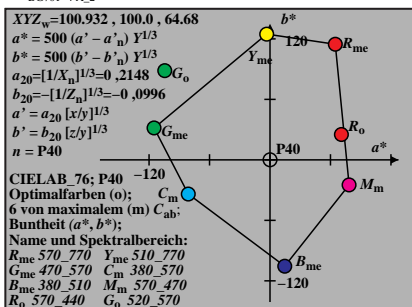 XYZw=100.932 , 100.0 , 64.68
a* = 500 (a' – a'n) Y1/3
b* = 500 (b' – b'n) Y1/3
a20=[1/Xn]1/3=0 ,2148
b20=–[1/Zn]1/3=–0 ,0996
a' = a20 [x/y]1/3
b' = b20 [z/y]1/3
n = P40
CIELAB_76; P40
Optimalfarben (o);
6 von maximalem (m) Cab;
Buntheit (a*, b*);
Name und Spektralbereich:
Rme 570_770 Yme 510_770
Gme 470_570 Cm 380_570
Bme 380_510 Mm 570_470
Ro 570_440 Go 520_570
b*
120
Yme
Rme
Go
Gme
Ro
P40
a*
−120
Cm
Mm
Bme
−120